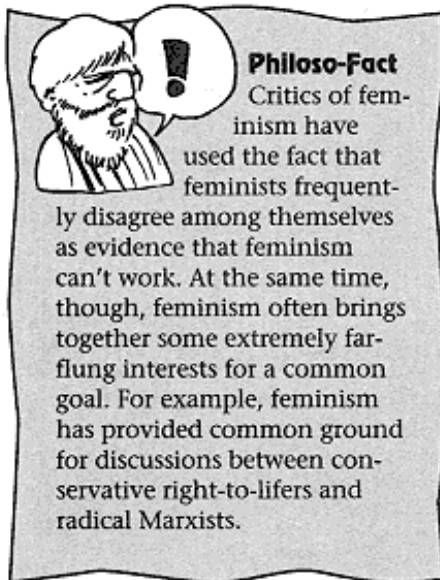 !
Philoso-Fact
Critics of fem-
inism have
used the fact that
feminists frequent-
ly disagree among themselves
as evidence that feminism
can't work. At the same time,
though, feminism often brings
together some extremely far-
flung interests for a common
goal. For example, feminism
has provided common ground
for discussions between con-
servative right-to-lifers and
radical Marxists.